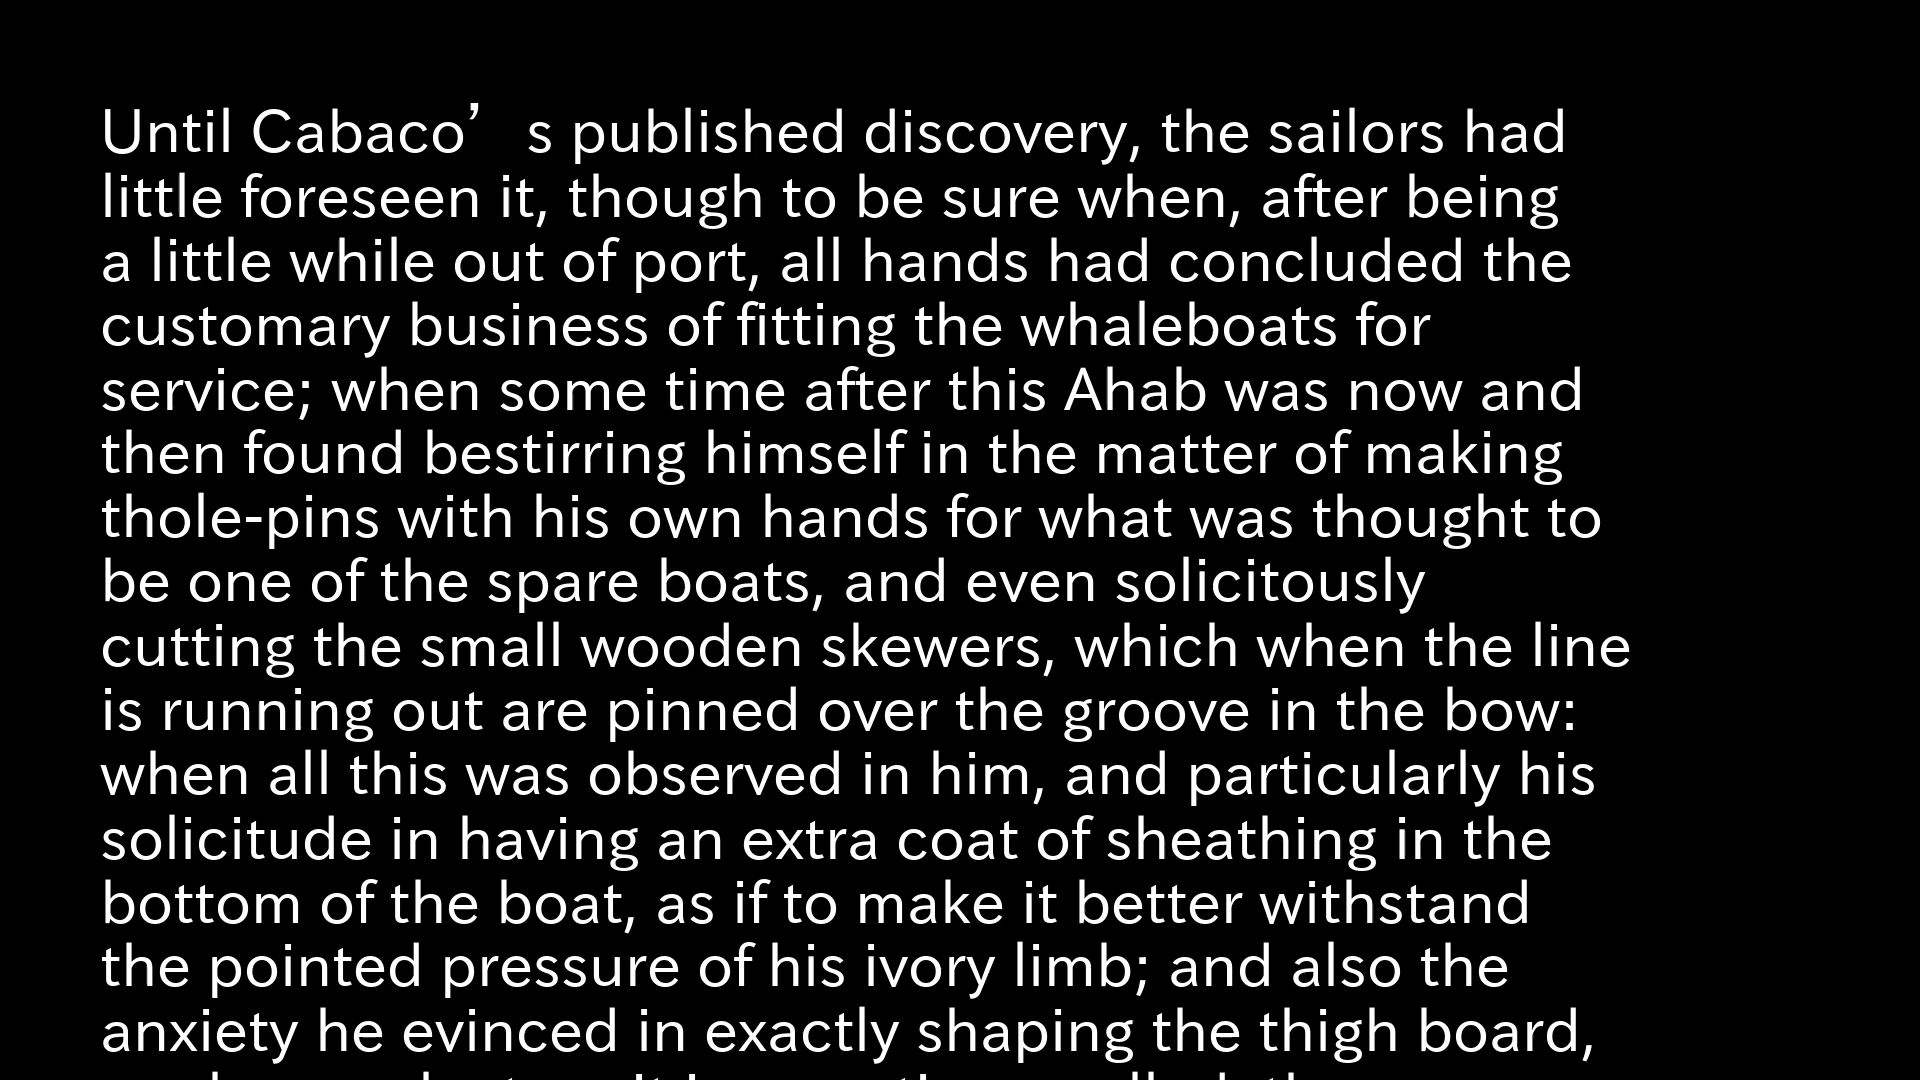 Until Cabaco’s published discovery, the sailors had
little foreseen it, though to be sure when, after being
a little while out of port, all hands had concluded the
customary business of fitting the whaleboats for
service; when some time after this Ahab was now and
then found bestirring himself in the matter of making
thole-pins with his own hands for what was thought to
be one of the spare boats, and even solicitously
cutting the small wooden skewers, which when the line
is running out are pinned over the groove in the bow:
when all this was observed in him, and particularly his
solicitude in having an extra coat of sheathing in the
bottom of the boat, as if to make it better withstand
the pointed pressure of his ivory limb; and also the
anxiety he evinced in exactly shaping the thigh board,